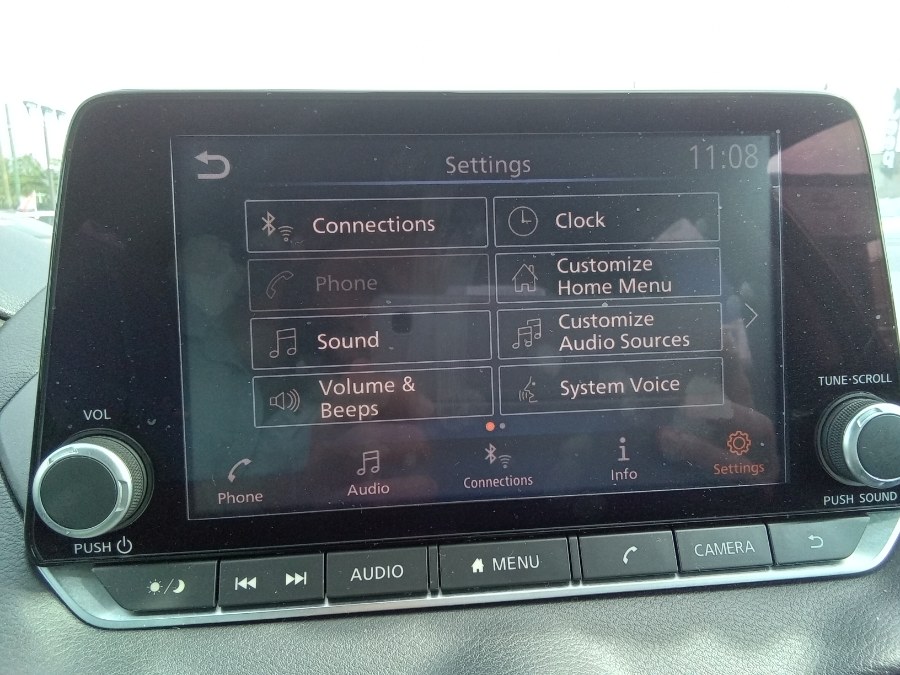 Settings
11:08
Connections
Clock
Phone
Customize
Home Menu
Sound
Customize
Audio Sources
Volume &
Beeps
System Voice
Phone
Audio
Connections
Info
Settings
VOL
PUSH
TUNE·SCROLL
PUSH SOUND
AUDIO
MENU
CAMERA